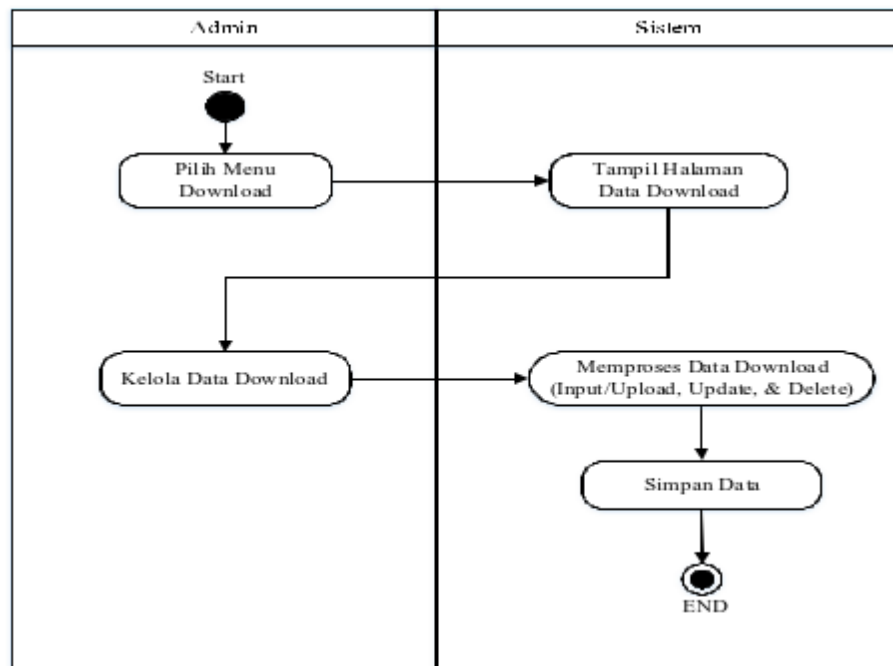 Admin
Sistem
Start
Pilih Menu
Download
Tampil Halaman
Data Download
Kelola Data Download
Memproses Data Download
(Input/Upload, Update, & Delete)
Simpan Data
END